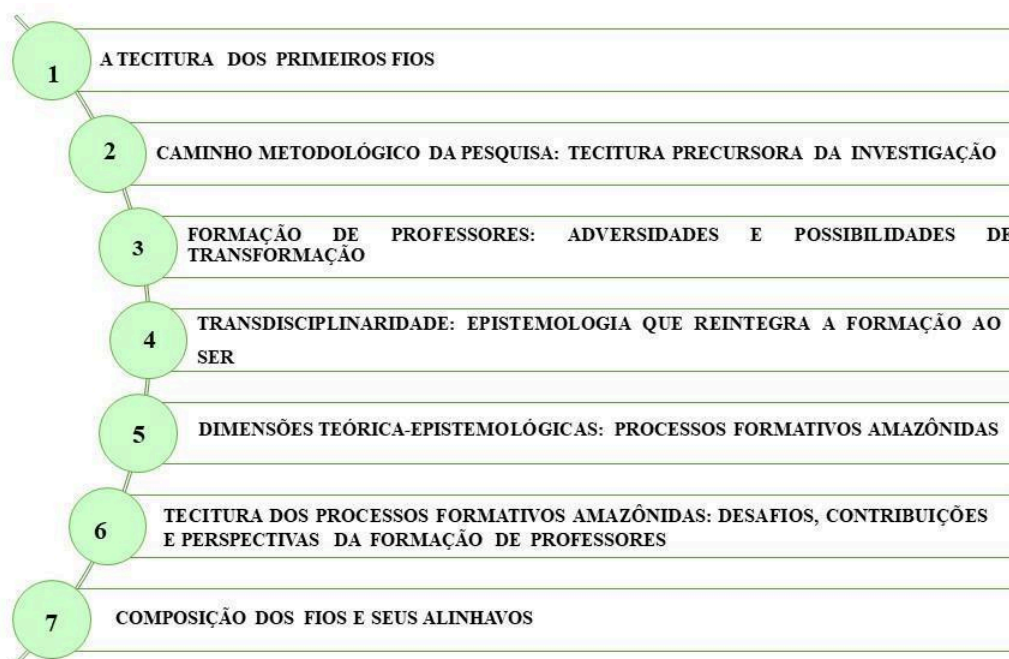 1
A TECITURA DOS PRIMEIROS FIOS
2
CAMINHO METODOLÓGICO DA PESQUISA: TECITURA PRECURSORA DA INVESTIGAÇÃO
3
FORMAÇÃO DE PROFESSORES: ADVERSIDADES E POSSIBILIDADES DE
TRANSFORMAÇÃO
4
TRANSDISCIPLINARIDADE: EPISTEMOLOGIA QUE REINTEGRA A FORMAÇÃO AO
SER
5
DIMENSÕES TEÓRICA-EPISTEMOLÓGICAS: PROCESSOS FORMATIVOS AMAZÔNIDAS
6
TECITURA DOS PROCESSOS FORMATIVOS AMAZÔNIDAS: DESAFIOS, CONTRIBUIÇÕES
E PERSPECTIVAS DA FORMAÇÃO DE PROFESSORES
7
COMPOSIÇÃO DOS FIOS E SEUS ALINHAVOS